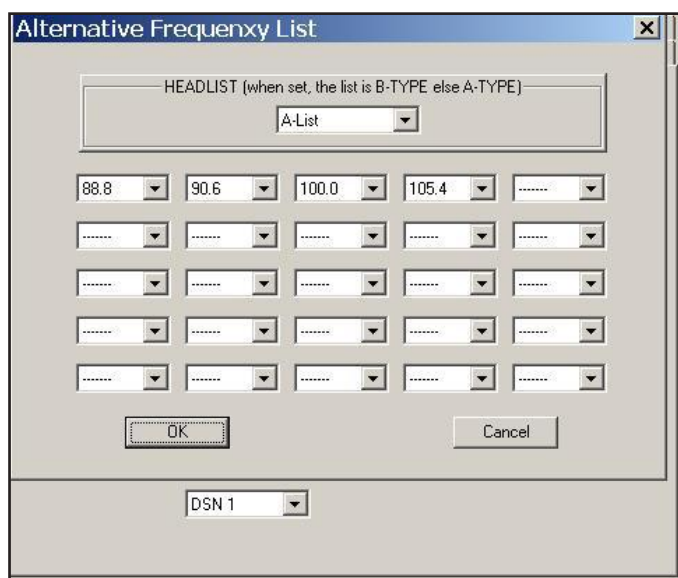 Alternative Frequenxy List
HEADLIST (when set, the list is B-TYPE else A-TYPE)
A-List
88.8 90.6 100.0 105.4 -------
------- ------- ------- ------- -------
------- ------- ------- ------- -------
------- ------- ------- ------- -------
------- ------- ------- ------- -------
OK Cancel
DSN 1